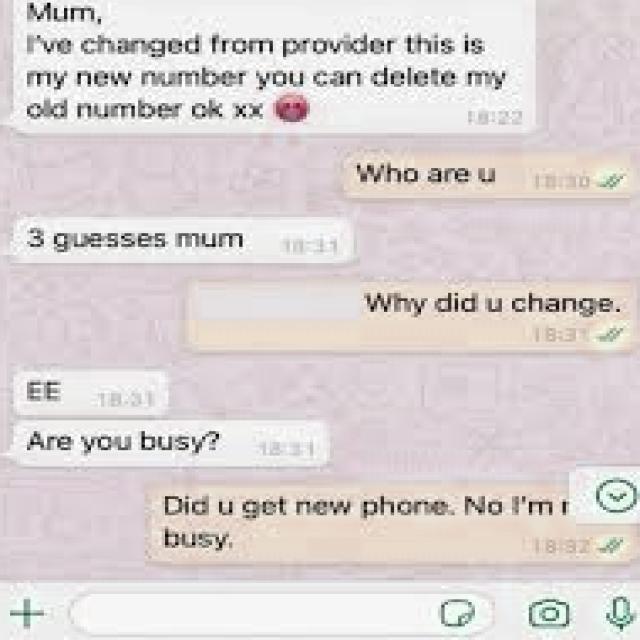 Mum,
I've changed from provider this is
my new number you can delete my
old number ok xx
18:22
Who are u
18:30
3 guesses mum
18:31
Why did u change.
18:31
EE
18:31
Are you busy?
18:31
Did u get new phone. No I'm
busy.
18:32